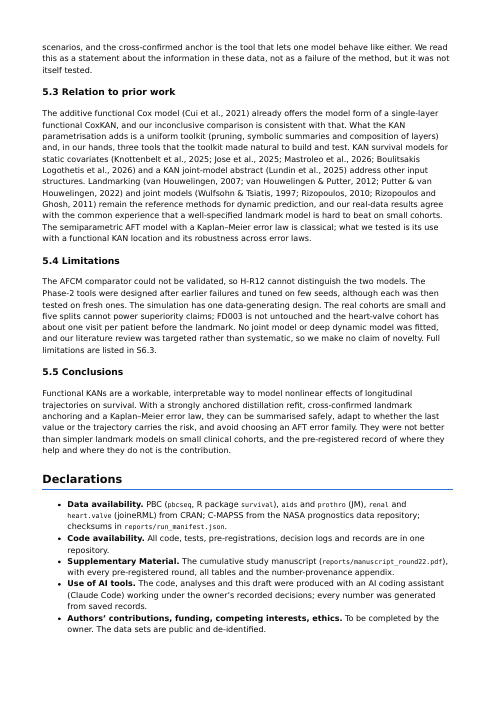 scenarios, and the cross-confirmed anchor is the tool that lets one model behave like either. We read
this as a statement about the information in these data, not as a failure of the method, but it was not
itself tested.
5.3 Relation to prior work
The additive functional Cox model (Cui et al., 2021) already offers the model form of a single-layer
functional CoxKAN, and our inconclusive comparison is consistent with that. What the KAN
parametrisation adds is a uniform toolkit (pruning, symbolic summaries and composition of layers)
and, in our hands, three tools that the toolkit made natural to build and test. KAN survival models for
static covariates (Knottenbelt et al., 2025; Jose et al., 2025; Mastroleo et al., 2026; Boulitsakis
Logothetis et al., 2026) and a KAN joint-model abstract (Lundin et al., 2025) address other input
structures. Landmarking (van Houwelingen, 2007; van Houwelingen & Putter, 2012; Putter & van
Houwelingen, 2022) and joint models (Wulfsohn & Tsiatis, 1997; Rizopoulos, 2010; Rizopoulos and
Ghosh, 2011) remain the reference methods for dynamic prediction, and our real-data results agree
with the common experience that a well-specified landmark model is hard to beat on small cohorts.
The semiparametric AFT model with a Kaplan–Meier error law is classical; what we tested is its use
with a functional KAN location and its robustness across error laws.
5.4 Limitations
The AFCM comparator could not be validated, so H-R12 cannot distinguish the two models. The
Phase-2 tools were designed after earlier failures and tuned on few seeds, although each was then
tested on fresh ones. The simulation has one data-generating design. The real cohorts are small and
five splits cannot power superiority claims; FD003 is not untouched and the heart-valve cohort has
about one visit per patient before the landmark. No joint model or deep dynamic model was fitted,
and our literature review was targeted rather than systematic, so we make no claim of novelty. Full
limitations are listed in S6.3.
5.5 Conclusions
Functional KANs are a workable, interpretable way to model nonlinear effects of longitudinal
trajectories on survival. With a strongly anchored distillation refit, cross-confirmed landmark
anchoring and a Kaplan–Meier error law, they can be summarised safely, adapt to whether the last
value or the trajectory carries the risk, and avoid choosing an AFT error family. They were not better
than simpler landmark models on small clinical cohorts, and the pre-registered record of where they
help and where they do not is the contribution.
Declarations
• Data availability. PBC (pbcseq, R package survival), aids and prothro (JM), renal and
heart.valve (joineRML) from CRAN; C-MAPSS from the NASA prognostics data repository;
checksums in reports/run_manifest.json.
• Code availability. All code, tests, pre-registrations, decision logs and records are in one
repository.
• Supplementary Material. The cumulative study manuscript (reports/manuscript_round22.pdf),
with every pre-registered round, all tables and the number-provenance appendix.
• Use of AI tools. The code, analyses and this draft were produced with an AI coding assistant
(Claude Code) working under the owner’s recorded decisions; every number was generated
from saved records.
• Authors’ contributions, funding, competing interests, ethics. To be completed by the
owner. The data sets are public and de-identified.